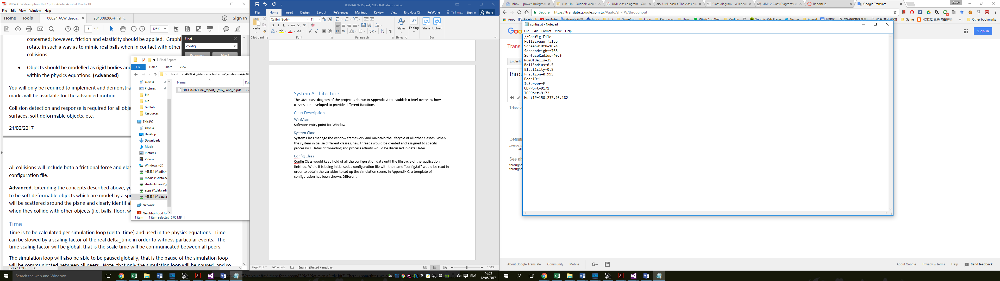 08024 ACW description 16-17.pdf - Adobe Acrobat Reader DC
File Edit View Window Help
Home Tools 08024 ACW descri... × 201308286-Final_r... Sign In
5 / 8 125%
concerned; however, friction and elasticity should be applied. Graphi
rotate in such a way as to mimic real balls when in contact with other
collisions.
Find
config
Previous Next
• Objects should be modelled as rigid bodies and
within the physics equations. (Advanced)
You will only be required to implement and demonstra
marks will be available for the advanced motion.
Collision detection and response is required for all obje
surfaces, soft deformable objects, etc.
21/02/2017
All collisions will include both a frictional force and elas
configuration file.
Advanced: Extending the concepts described above, yo
to be soft deformable objects which are model by a spr
will be scattered around the plane and clearly identifial
when they collide with other objects (i.e. balls, floor, w
Time
Time is to be calculated per simulation loop (delta_time) and used in the physics equations. Time
can be slowed by a scaling factor of the real delta_time in order to witness particular events. The
time scaling factor will be global, that is the scale time will be communicated between all peers.
The simulation loop will also be able to be paused globally, that is the pause of the simulation loop
will be communicated between all peers. Note, that only the simulation loop will be paused, and so
8.27 x 11.69 in
Final Report
File Home Share View
This PC 468834 (\\data.adir.hull.ac.uk\satahome4\468)
Name Dat
201308286-Final_report_-_Yuk_Long_Ip.pdf 30/
468834
Pictures
bin
bin
GitHub
Resources
This PC
468834
Desktop
Downloads
Music
Pictures
Videos
Windows (C:)
468834 (\\adir.hu
media (\\data.ac
studentshare (\\
apps (\\data.adir
468834 (\\data.a
Network
Neighborhood for
1 item 1 item selected 6.00 MB
08024ACW Report_201308286.docx - Word
File Home Insert Design Layout References Mailings Review View EndNote X7 RefWorks Tell me... Sign in Share
Calibri (Body) 11
Paste Styles Editing Share Upload
Clipboard Font Paragraph Styles Box
System Architecture
The UML class diagram of the project is shown in Appendix A to establish a brief overview how
classes are developed to provide different functions.
Class Description
WinMain
Software entry point for Window
System Class
System Class manage the window framework and maintain the lifecycle of all other classes. When
the system initialise different classes, new threads would be created and assigned to specific
processors. Detail of threading and process affinity would be discussed in detail later.
Config Class
Config Class would keep hold of all the configuration data until the life cycle of the application
finished. While it is being initialised, a configuration file with the name “config.txt” would be read in
order to obtain the variables to set up the simulation scene. In Appendix C, a template of
configuration has been shown. Different
Page 2 of 7 246 words English (United Kingdom) 100%
Inbox – ipowen10@gma Yuk L Ip - Outlook Web A UML class diagram - Goo UML basics: The class dia Class diagram - Wikiped UML 2 Class Diagrams: A Report: Ip Google Translate Owen
Secure https://translate.google.com.tw/#auto/zh-TW/throughout
Apps Facebook YouTube Google Inbox Uni GameApp kpop Resources News WhatsApp Web Coding Spotify Web Player Twitter A level Game NOD32 Other bookmarks
Goo Sign in
Transl
English
throu
Definiti
preposit
all
See als
througho
througho
config.txt - Notepad
File Edit Format View Help
//Config File
FullScreen=false
ScreenWidth=1024
ScreenHeight=768
SurfaceRadius=40.f
NumOfBalls=25
BallRadius=0.5
Elasticity=0.8
Friction=0.995
PeerID=1
IsServer=F
UDPPort=9171
TCPPort=9172
HostIP=150.237.93.182
About Google Translate Community Mobile G+ About Google Privacy & Terms Help Send feedback
Search the web and Windows
ENG 16:53
12/05/2017